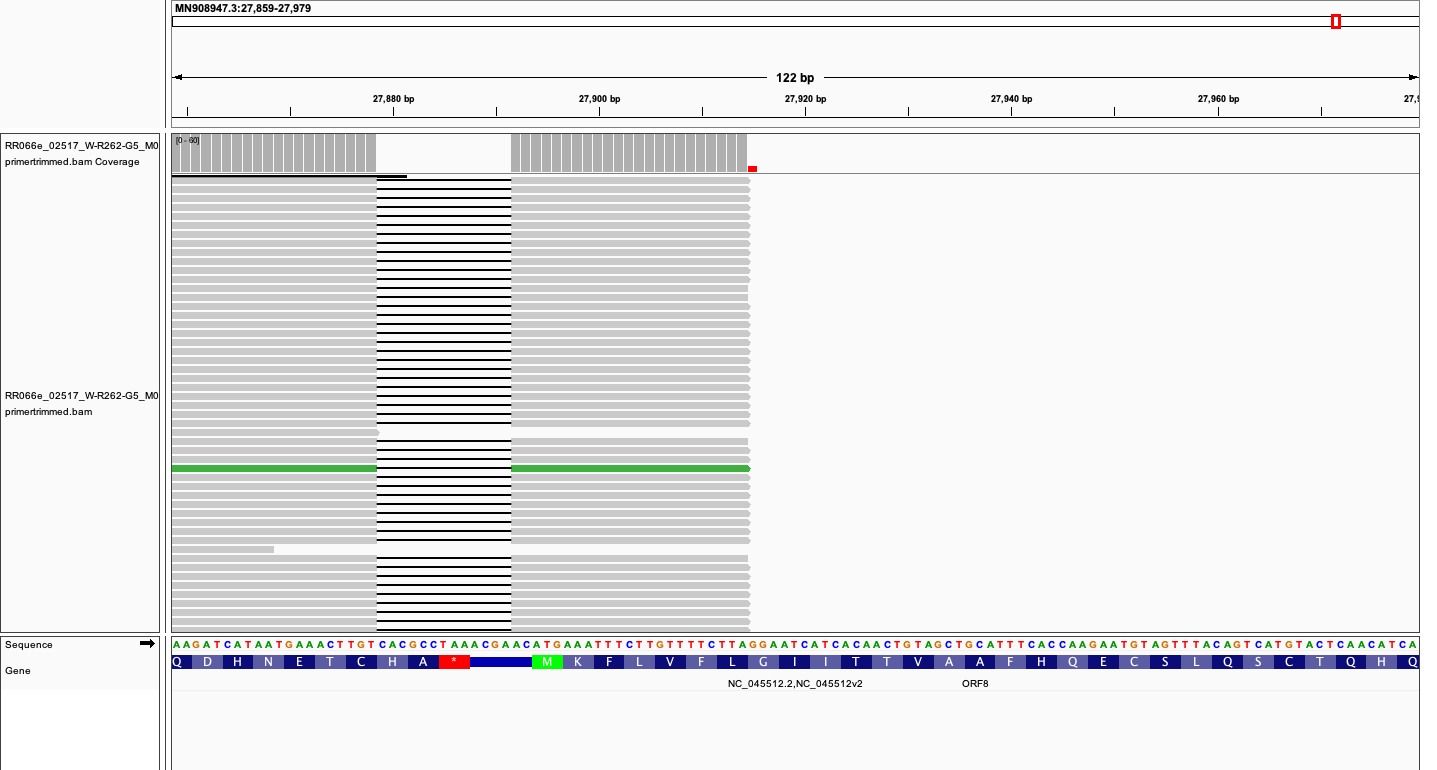 MN908947.3:27,859-27,979
122 bp
27,880 bp 27,900 bp 27,920 bp 27,940 bp 27,960 bp 27,9
RR066e_02517_W-R262-G5_M0
primertrimmed.bam Coverage
[0 - 60]
RR066e_02517_W-R262-G5_M0
primertrimmed.bam
Sequence
AAGATCATAATGAAACTTGTCACGCCTAAACGAACATGAAATTTCTTGTTTTCTTAGGAATCATCACAACTGTAGCTGCATTTCACCAAGAATGTAGTTTACAGTCATGTACTCAACATCA
Gene
Q D H N E T C H A * M K F L V F L G I I T T V A A F H Q E C S L Q S C T Q H Q
NC_045512.2,NC_045512v2 ORF8